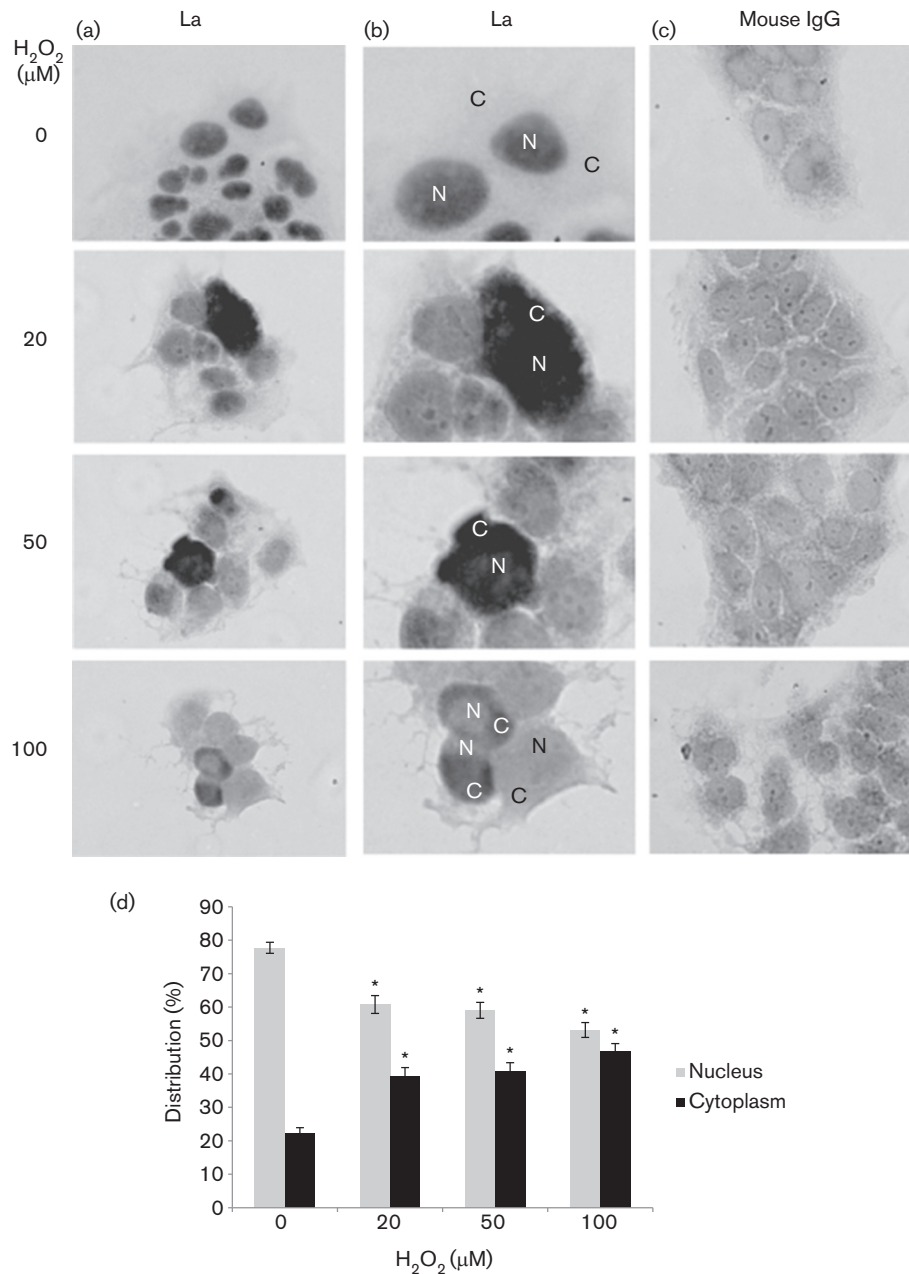 (a) La (b) La (c) Mouse IgG
H₂O₂
(μM)
0
C
N
C
N
20
C
N
50
C
N
100
N
C
N
N
C
C
(d)
90
80
70
60
50
40
30
20
10
0
Distribution (%)
* * * * * *
Nucleus
Cytoplasm
0 20 50 100
H₂O₂ (μM)